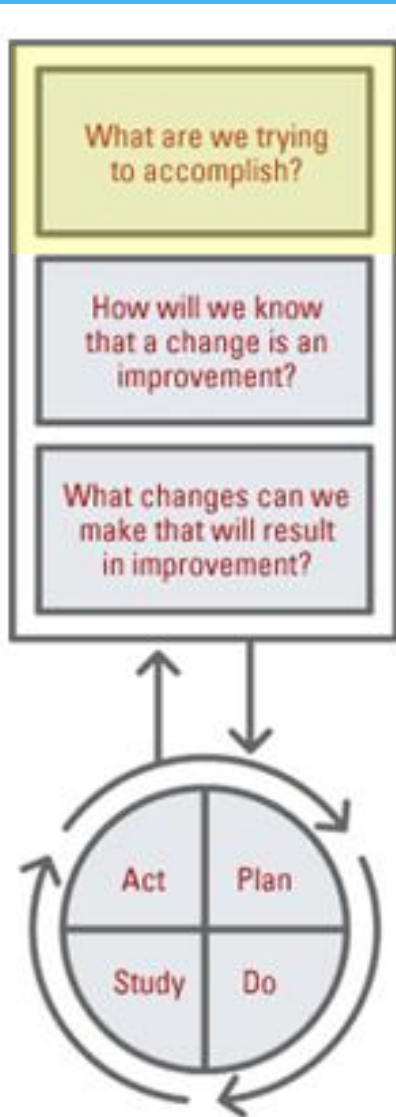 What are we trying
to accomplish?
How will we know
that a change is an
improvement?
What changes can we
make that will result
in improvement?
Act
Plan
Study
Do